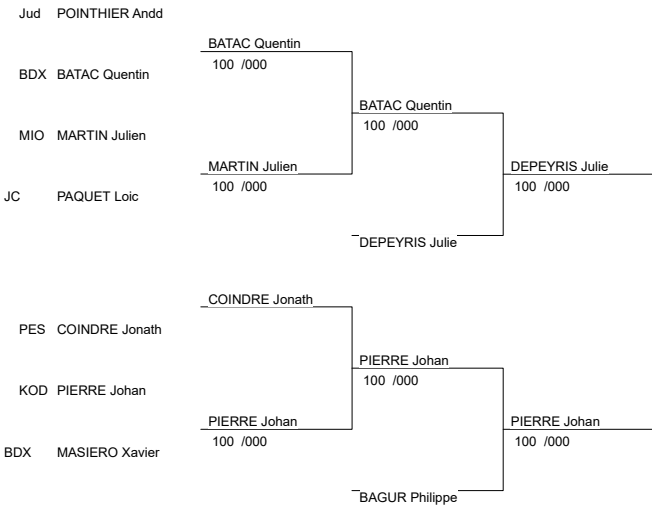 Jud POINTHIER Andd
BATAC Quentin
100 /000
BDX BATAC Quentin
BATAC Quentin
100 /000
MIO MARTIN Julien
MARTIN Julien
100 /000
DEPEYRIS Julie
100 /000
JC PAQUET Loic
DEPEYRIS Julie
COINDRE Jonath
PES COINDRE Jonath
PIERRE Johan
100 /000
KOD PIERRE Johan
PIERRE Johan
100 /000
PIERRE Johan
100 /000
BDX MASIERO Xavier
BAGUR Philippe